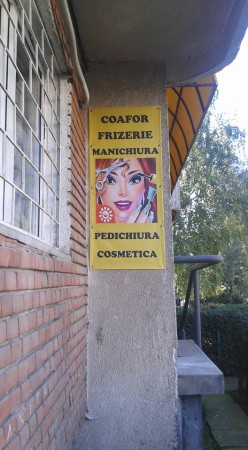 COAFOR
FRIZERIE
MANICHIURA
PEDICHIURA
COSMETICA